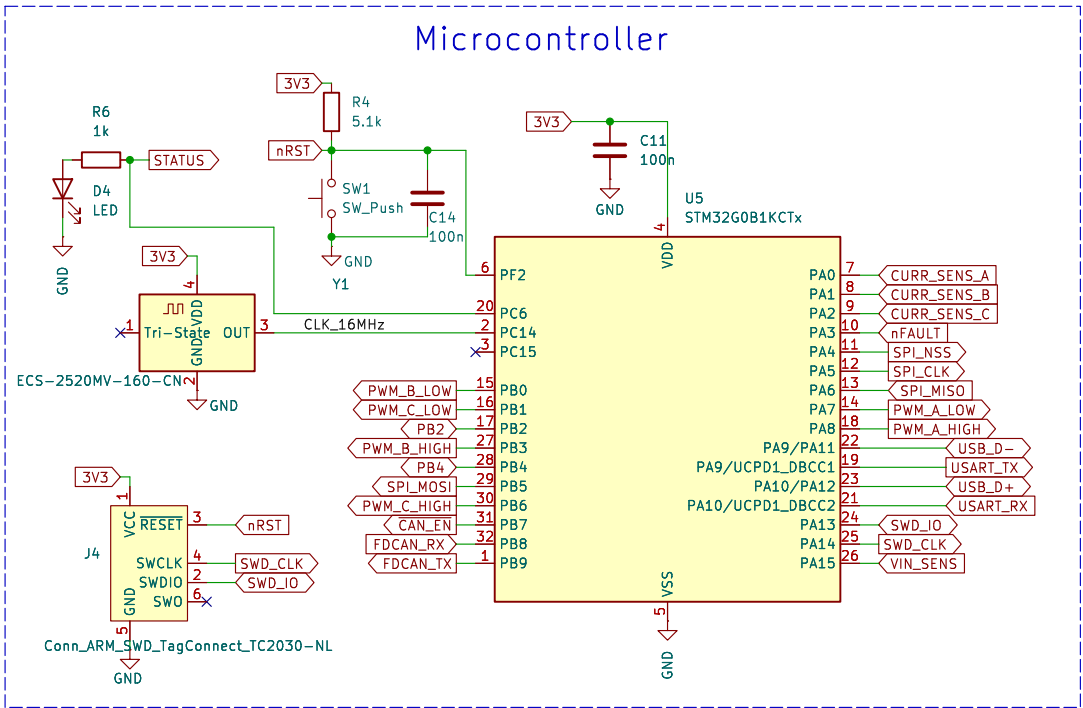 Microcontroller
3V3
R4
5.1k
nRST
SW1
SW_Push
C14
100n
GND
R6
1k
STATUS
D4
LED
GND
3V3
C11
100n
GND
Y1
3V3
4
VDD
1
Tri-State
OUT
3
CLK_16MHz
GND
2
ECS-2520MV-160-CN
GND
U5
STM32G0B1KCTx
4
VDD
6 PF2
20 PC6
2 PC14
3 PC15
PWM_B_LOW 15 PB0
PWM_C_LOW 16 PB1
PB2 17 PB2
PWM_B_HIGH 27 PB3
PB4 28 PB4
SPI_MOSI 29 PB5
PWM_C_HIGH 30 PB6
CAN_EN 31 PB7
FDCAN_RX 32 PB8
FDCAN_TX 1 PB9
PA0 7 CURR_SENS_A
PA1 8 CURR_SENS_B
PA2 9 CURR_SENS_C
PA3 10 nFAULT
PA4 11 SPI_NSS
PA5 12 SPI_CLK
PA6 13 SPI_MISO
PA7 14 PWM_A_LOW
PA8 18 PWM_A_HIGH
PA9/PA11 22 USB_D-
PA9/UCPD1_DBCC1 19 USART_TX
PA10/PA12 23 USB_D+
PA10/UCPD1_DBCC2 21 USART_RX
PA13 24 SWD_IO
PA14 25 SWD_CLK
PA15 26 VIN_SENS
VSS
5
GND
3V3
1
VCC
J4
RESET 3 nRST
SWCLK 4 SWD_CLK
SWDIO 2 SWD_IO
SWO 6
GND
5
Conn_ARM_SWD_TagConnect_TC2030-NL
GND